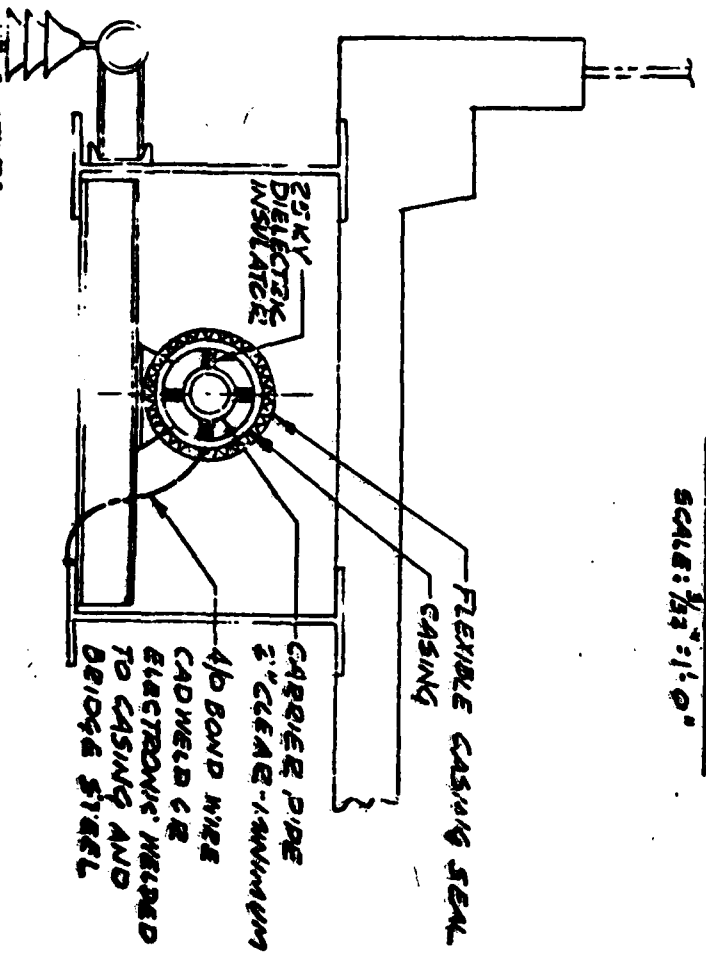 SCALE: 3/32" = 1'-0"
FLEXIBLE CASING SEAL
CASING
CARRIER PIPE
2" CLEAR-MINIMUM
4/0 BOND WIRE
CADWELD OR
ELECTRONIC WELDED
TO CASING AND
BRIDGE STEEL
25 KV
DIELECTRIC
INSULATOR